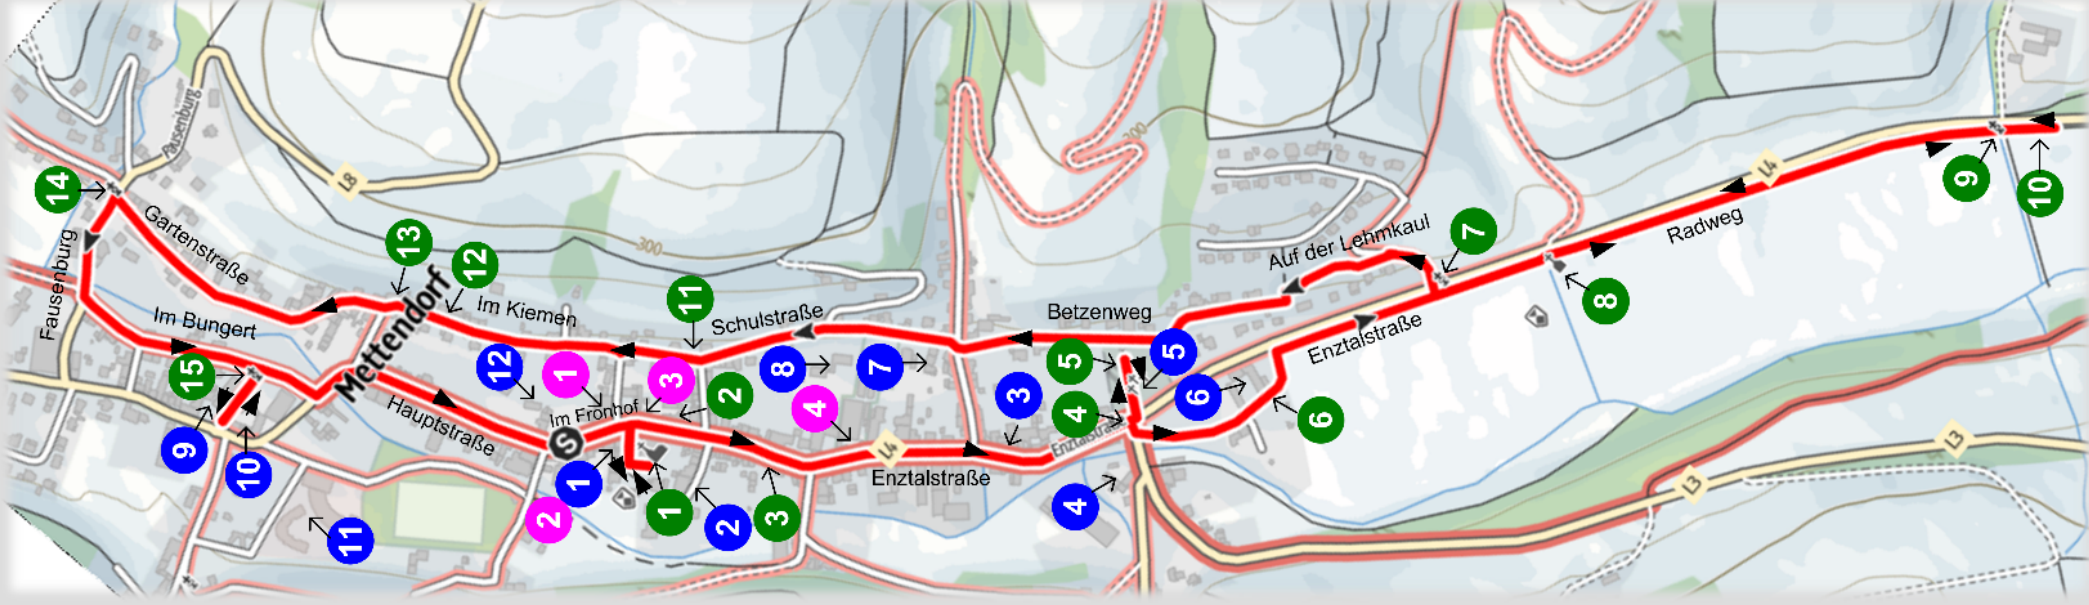 Pausenburg
L8
14
Gartenstraße
Fausenburg
13
12
Mettendorf
Im Kiemen
300
11
Schulstraße
300
Betzenweg
Auf der Lehmkaul
7
L4
Radweg
9
10
8
Im Bungert
15
9
10
11
Hauptstraße
12
1
Im Fronhof
3
2
S
1
2
1
2
3
8
7
4
L4
Enztalstraße
3
5
5
4
Enztalstraße
4
6
6
Enztalstraße
L3
L3